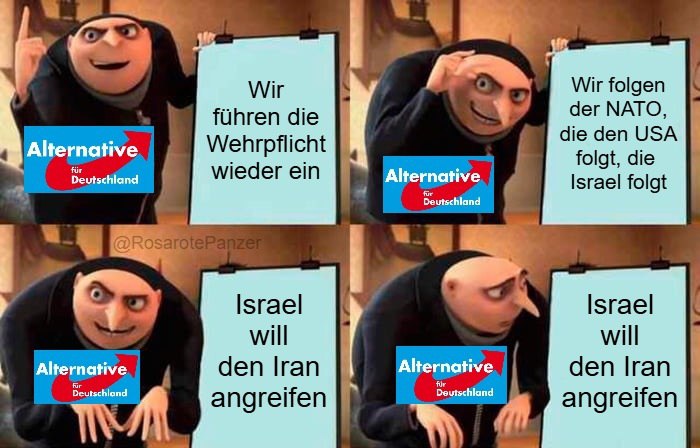 Wir
führen die
Wehrpflicht
wieder ein
Alternative
für
Deutschland
Wir folgen
der NATO,
die den USA
folgt, die
Israel folgt
Alternative
für
Deutschland
@RosarotePanzer
Israel
will
den Iran
angreifen
Alternative
für
Deutschland
Israel
will
den Iran
angreifen
Alternative
für
Deutschland